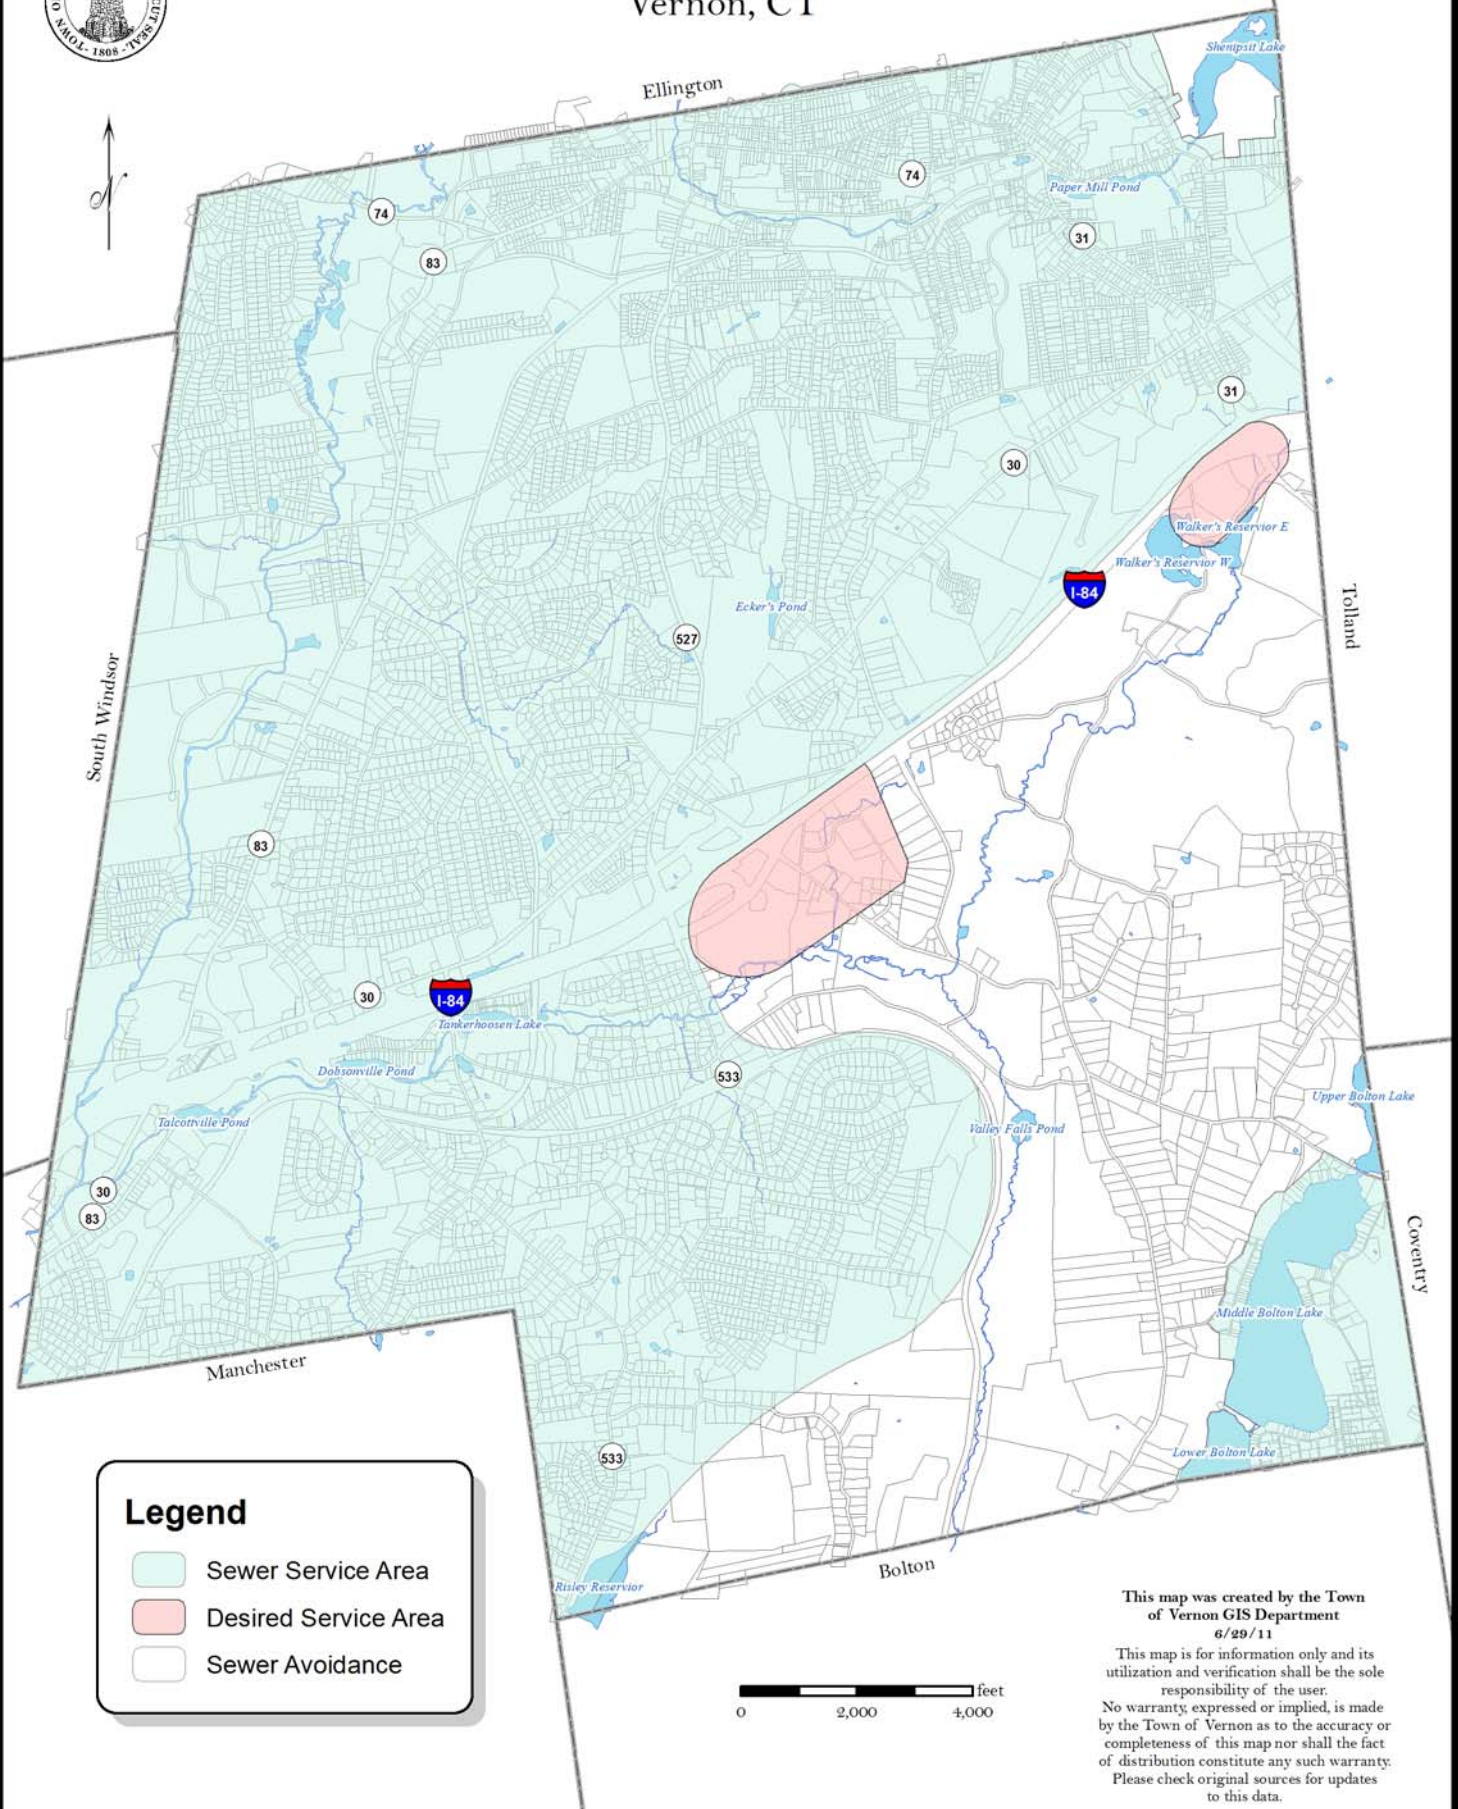 Vernon, CT
TOWN
- 1808 -
SEAL
N
Ellington
Shenipsit Lake
74
Paper Mill Pond
74
31
83
31
30
Walker's Reservior E
Walker's Reservior W
I-84
Ecker's Pond
527
Tolland
South Windsor
83
30
I-84
Tankerhoosen Lake
Dobsonville Pond
533
Upper Bolton Lake
Talcottville Pond
Valley Falls Pond
30
83
Coventry
Middle Bolton Lake
Manchester
Lower Bolton Lake
533
Bolton
Risley Reservior
Legend
Sewer Service Area
Desired Service Area
Sewer Avoidance
feet
0 2,000 4,000
This map was created by the Town
of Vernon GIS Department
6/29/11
This map is for information only and its
utilization and verification shall be the sole
responsibility of the user.
No warranty, expressed or implied, is made
by the Town of Vernon as to the accuracy or
completeness of this map nor shall the fact
of distribution constitute any such warranty.
Please check original sources for updates
to this data.